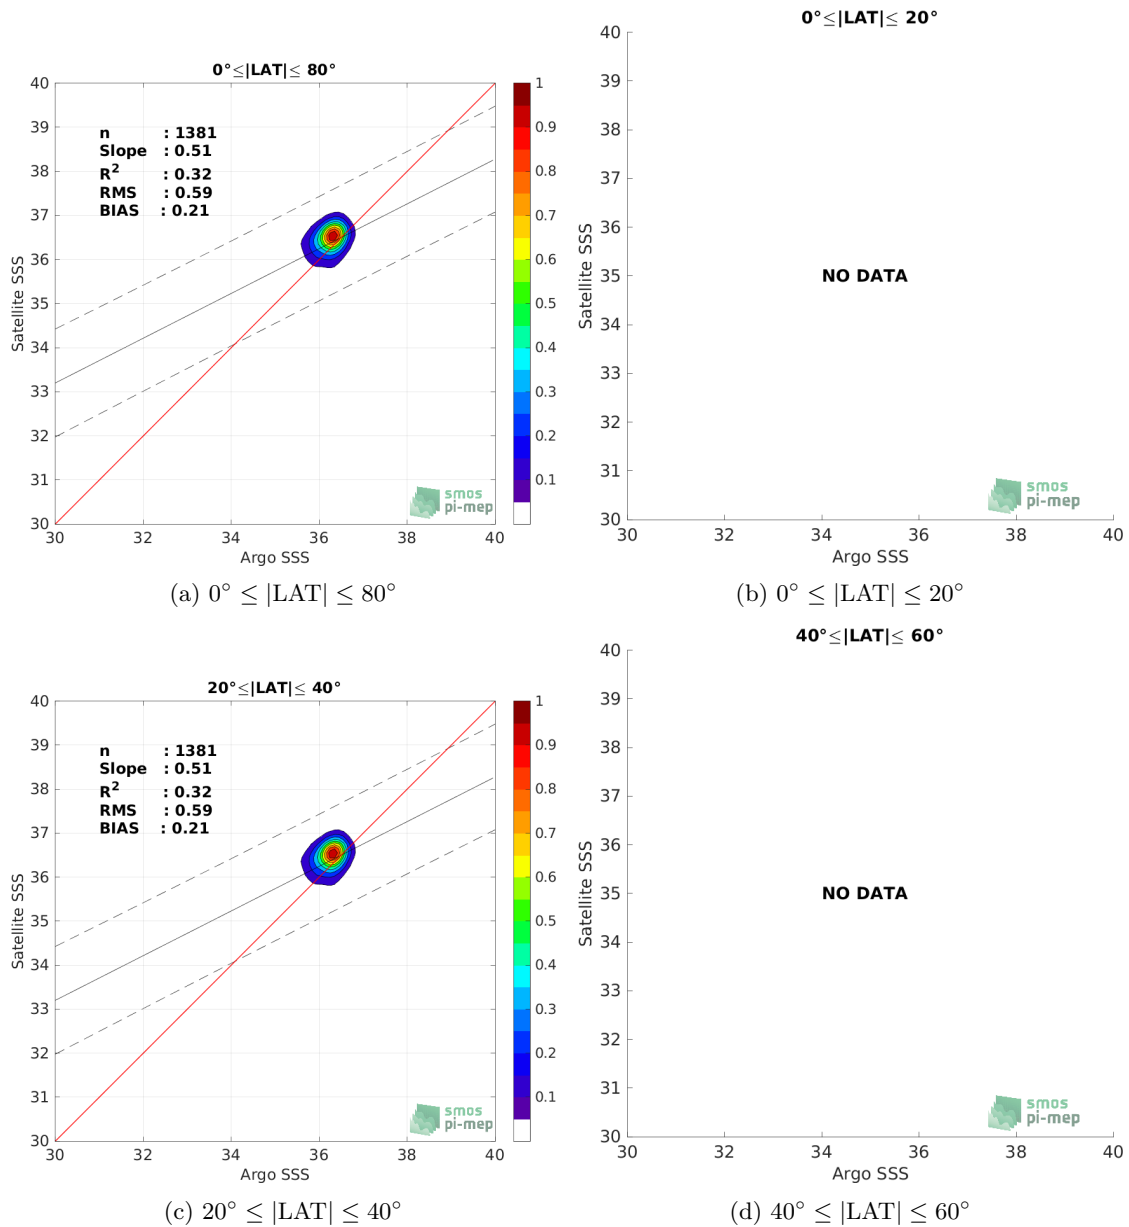 0°≤|LAT|≤ 80°
40
39
38
37
36
35
34
33
32
31
30
30
32
34
36
38
40
Satellite SSS
Argo SSS
n : 1381
Slope : 0.51
R² : 0.32
RMS : 0.59
BIAS : 0.21
1
0.9
0.8
0.7
0.6
0.5
0.4
0.3
0.2
0.1
smos
pi-mep
(a) 0° ≤ |LAT| ≤ 80°
0°≤|LAT|≤ 20°
40
39
38
37
36
35
34
33
32
31
30
30
32
34
36
38
40
Satellite SSS
Argo SSS
NO DATA
smos
pi-mep
(b) 0° ≤ |LAT| ≤ 20°
20°≤|LAT|≤ 40°
40
39
38
37
36
35
34
33
32
31
30
30
32
34
36
38
40
Satellite SSS
Argo SSS
n : 1381
Slope : 0.51
R² : 0.32
RMS : 0.59
BIAS : 0.21
1
0.9
0.8
0.7
0.6
0.5
0.4
0.3
0.2
0.1
smos
pi-mep
(c) 20° ≤ |LAT| ≤ 40°
40°≤|LAT|≤ 60°
40
39
38
37
36
35
34
33
32
31
30
30
32
34
36
38
40
Satellite SSS
Argo SSS
NO DATA
smos
pi-mep
(d) 40° ≤ |LAT| ≤ 60°